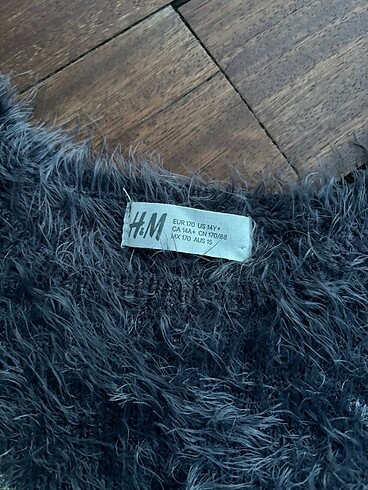 H&M
EUR 170 US 14Y+
CA 14A+ CN 170/88
MX 170 AUS 15